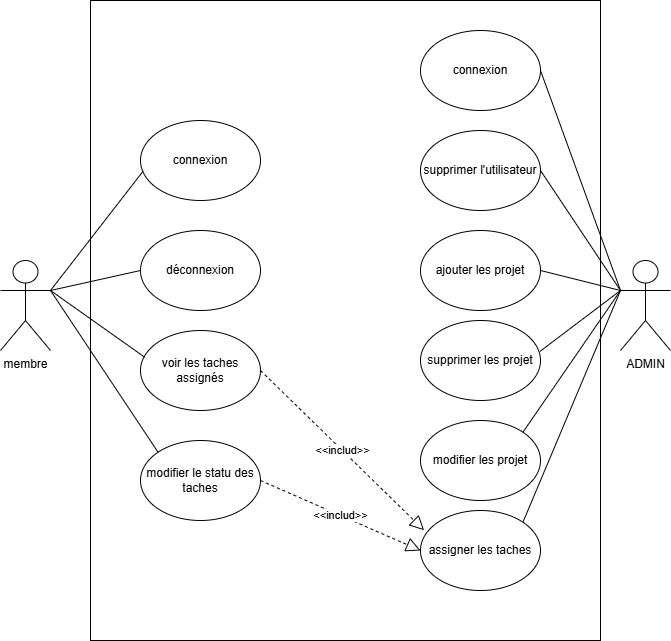 connexion
connexion
supprimer l'utilisateur
déconnexion
ajouter les projet
membre
ADMIN
voir les taches
assignés
supprimer les projet
<<includ>>
modifier le statu des
taches
modifier les projet
<<includ>>
assigner les taches